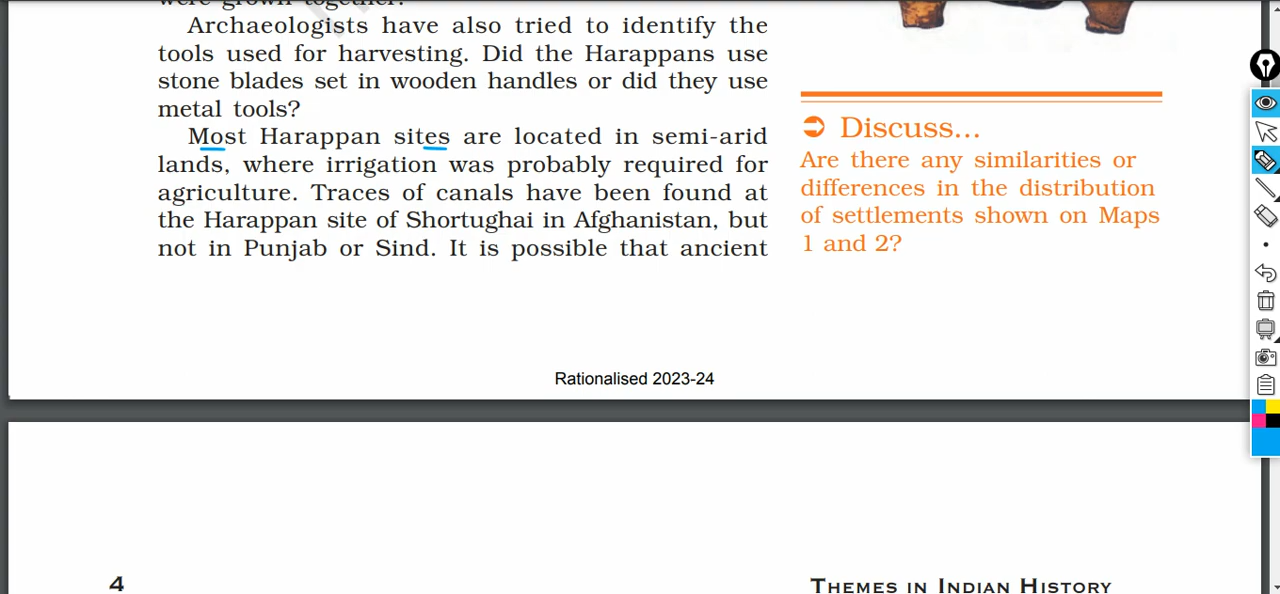 Archaeologists have also tried to identify the
tools used for harvesting. Did the Harappans use
stone blades set in wooden handles or did they use
metal tools?
Most Harappan sites are located in semi-arid
lands, where irrigation was probably required for
agriculture. Traces of canals have been found at
the Harappan site of Shortughai in Afghanistan, but
not in Punjab or Sind. It is possible that ancient
Discuss...
Are there any similarities or
differences in the distribution
of settlements shown on Maps
1 and 2?
Rationalised 2023-24
4
THEMES IN INDIAN HISTORY